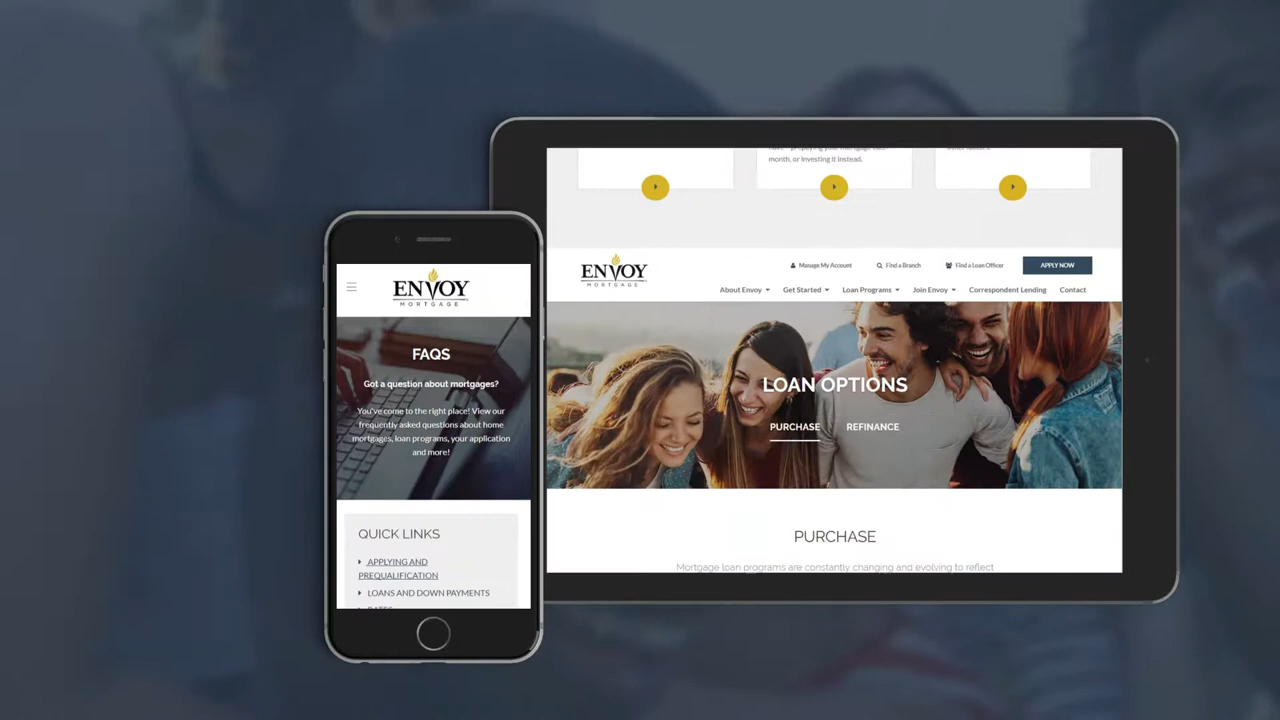 month, or investing it instead.
ENVOY
MORTGAGE
Manage My Account
Find a Branch
Find a Loan Officer
APPLY NOW
About Envoy
Get Started
Loan Programs
Join Envoy
Correspondent Lending
Contact
LOAN OPTIONS
PURCHASE
REFINANCE
PURCHASE
Mortgage loan programs are constantly changing and evolving to reflect
ENVOY
MORTGAGE
FAQS
Got a question about mortgages?
You've come to the right place! View our
frequently asked questions about home
mortgages, loan programs, your application
and more!
QUICK LINKS
APPLYING AND
PREQUALIFICATION
LOANS AND DOWN PAYMENTS